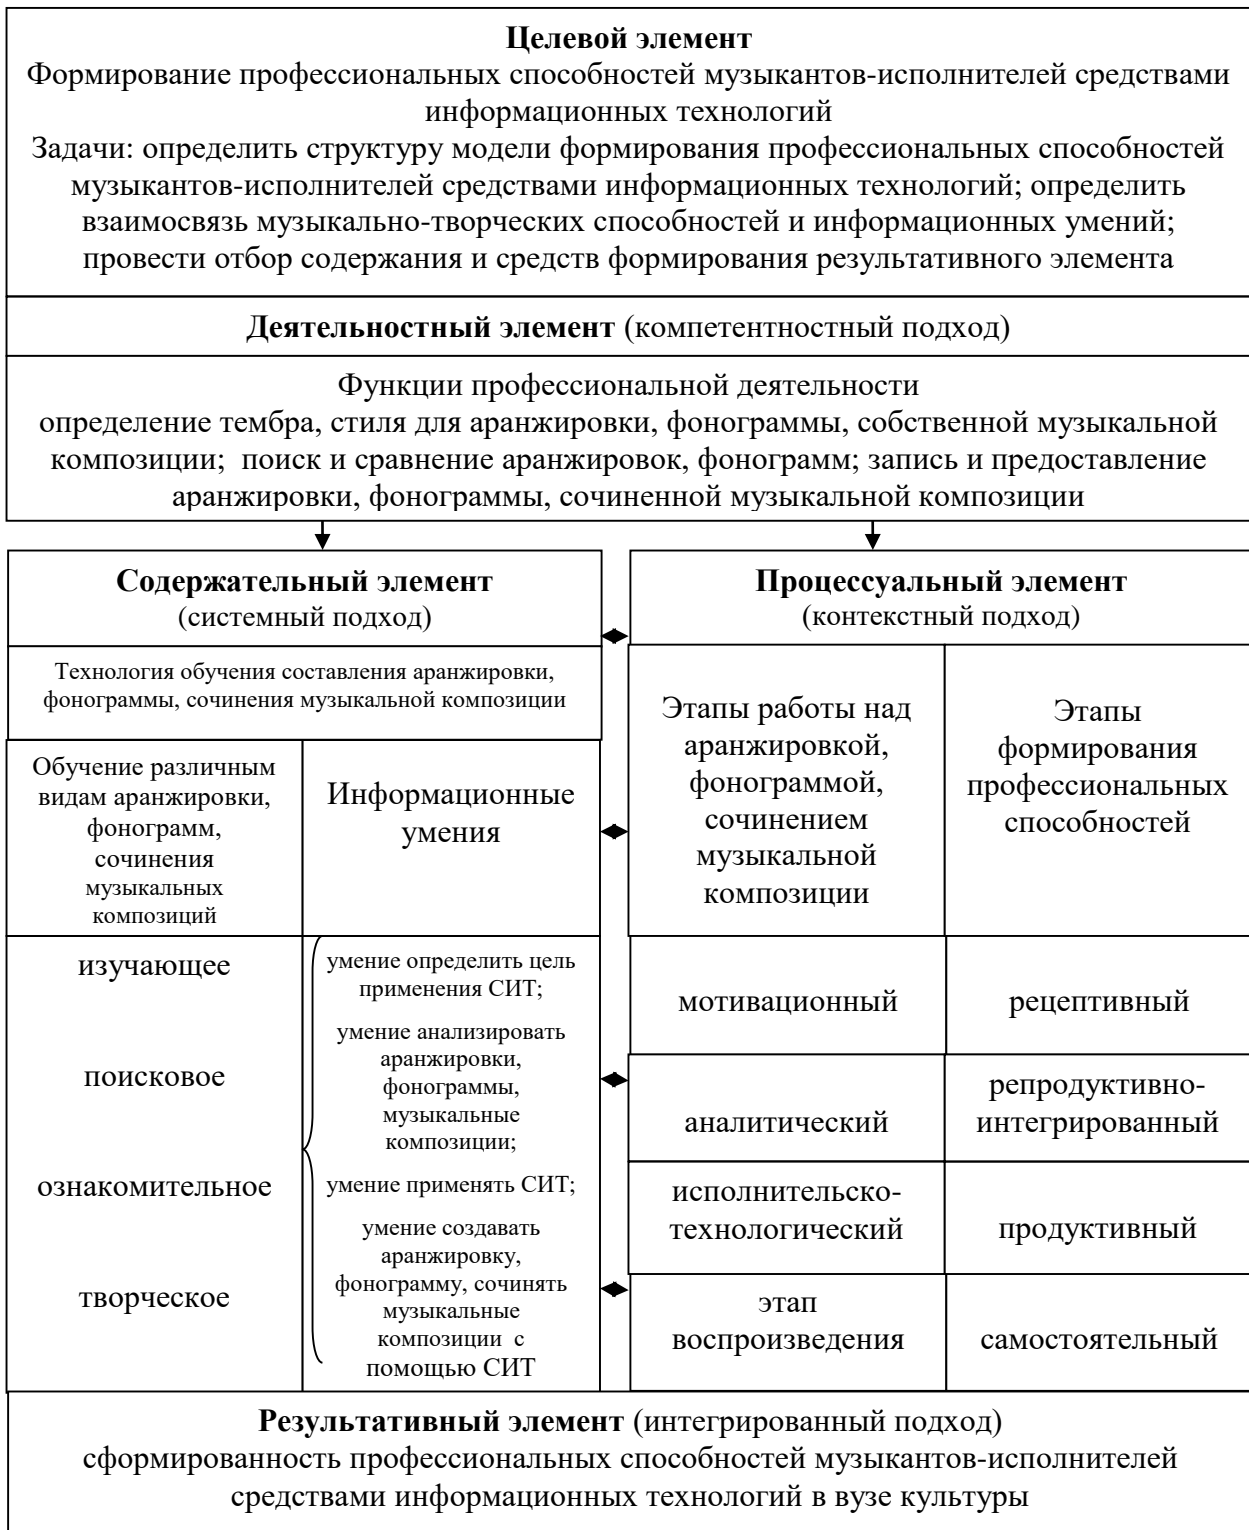 Целевой элемент
Формирование профессиональных способностей музыкантов-исполнителей средствами
информационных технологий
Задачи: определить структуру модели формирования профессиональных способностей
музыкантов-исполнителей средствами информационных технологий; определить
взаимосвязь музыкально-творческих способностей и информационных умений;
провести отбор содержания и средств формирования результативного элемента
Деятельностный элемент (компетентностный подход)
Функции профессиональной деятельности
определение тембра, стиля для аранжировки, фонограммы, собственной музыкальной
композиции; поиск и сравнение аранжировок, фонограмм; запись и предоставление
аранжировки, фонограммы, сочиненной музыкальной композиции
Содержательный элемент
(системный подход)
Технология обучения составления аранжировки,
фонограммы, сочинения музыкальной композиции
Обучение различным
видам аранжировки,
фонограмм,
сочинения
музыкальных
композиций
Информационные
умения
изучающее
поисковое
ознакомительное
творческое
умение определить цель
применения СИТ;
умение анализировать
аранжировки,
фонограммы,
музыкальные
композиции;
умение применять СИТ;
умение создавать
аранжировку,
фонограмму, сочинять
музыкальные
композиции с
помощью СИТ
Процессуальный элемент
(контекстный подход)
Этапы работы над
аранжировкой,
фонограммой,
сочинением
музыкальной
композиции
Этапы
формирования
профессиональных
способностей
мотивационный
рецептивный
аналитический
репродуктивно-
интегрированный
исполнительско-
технологический
продуктивный
этап
воспроизведения
самостоятельный
Результативный элемент (интегрированный подход)
сформированность профессиональных способностей музыкантов-исполнителей
средствами информационных технологий в вузе культуры